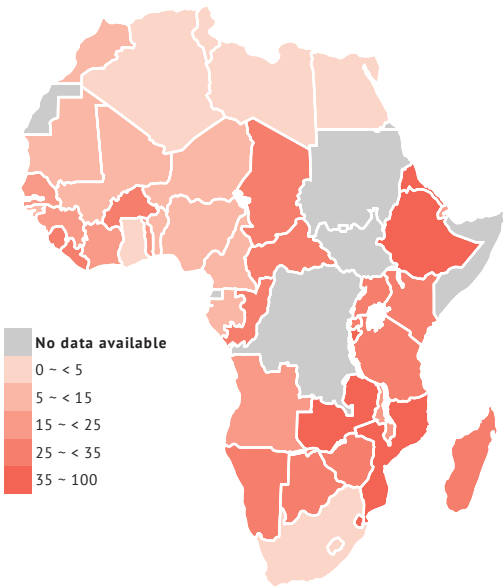 No data available
0 ~ < 5
5 ~ < 15
15 ~ < 25
25 ~ < 35
35 ~ 100